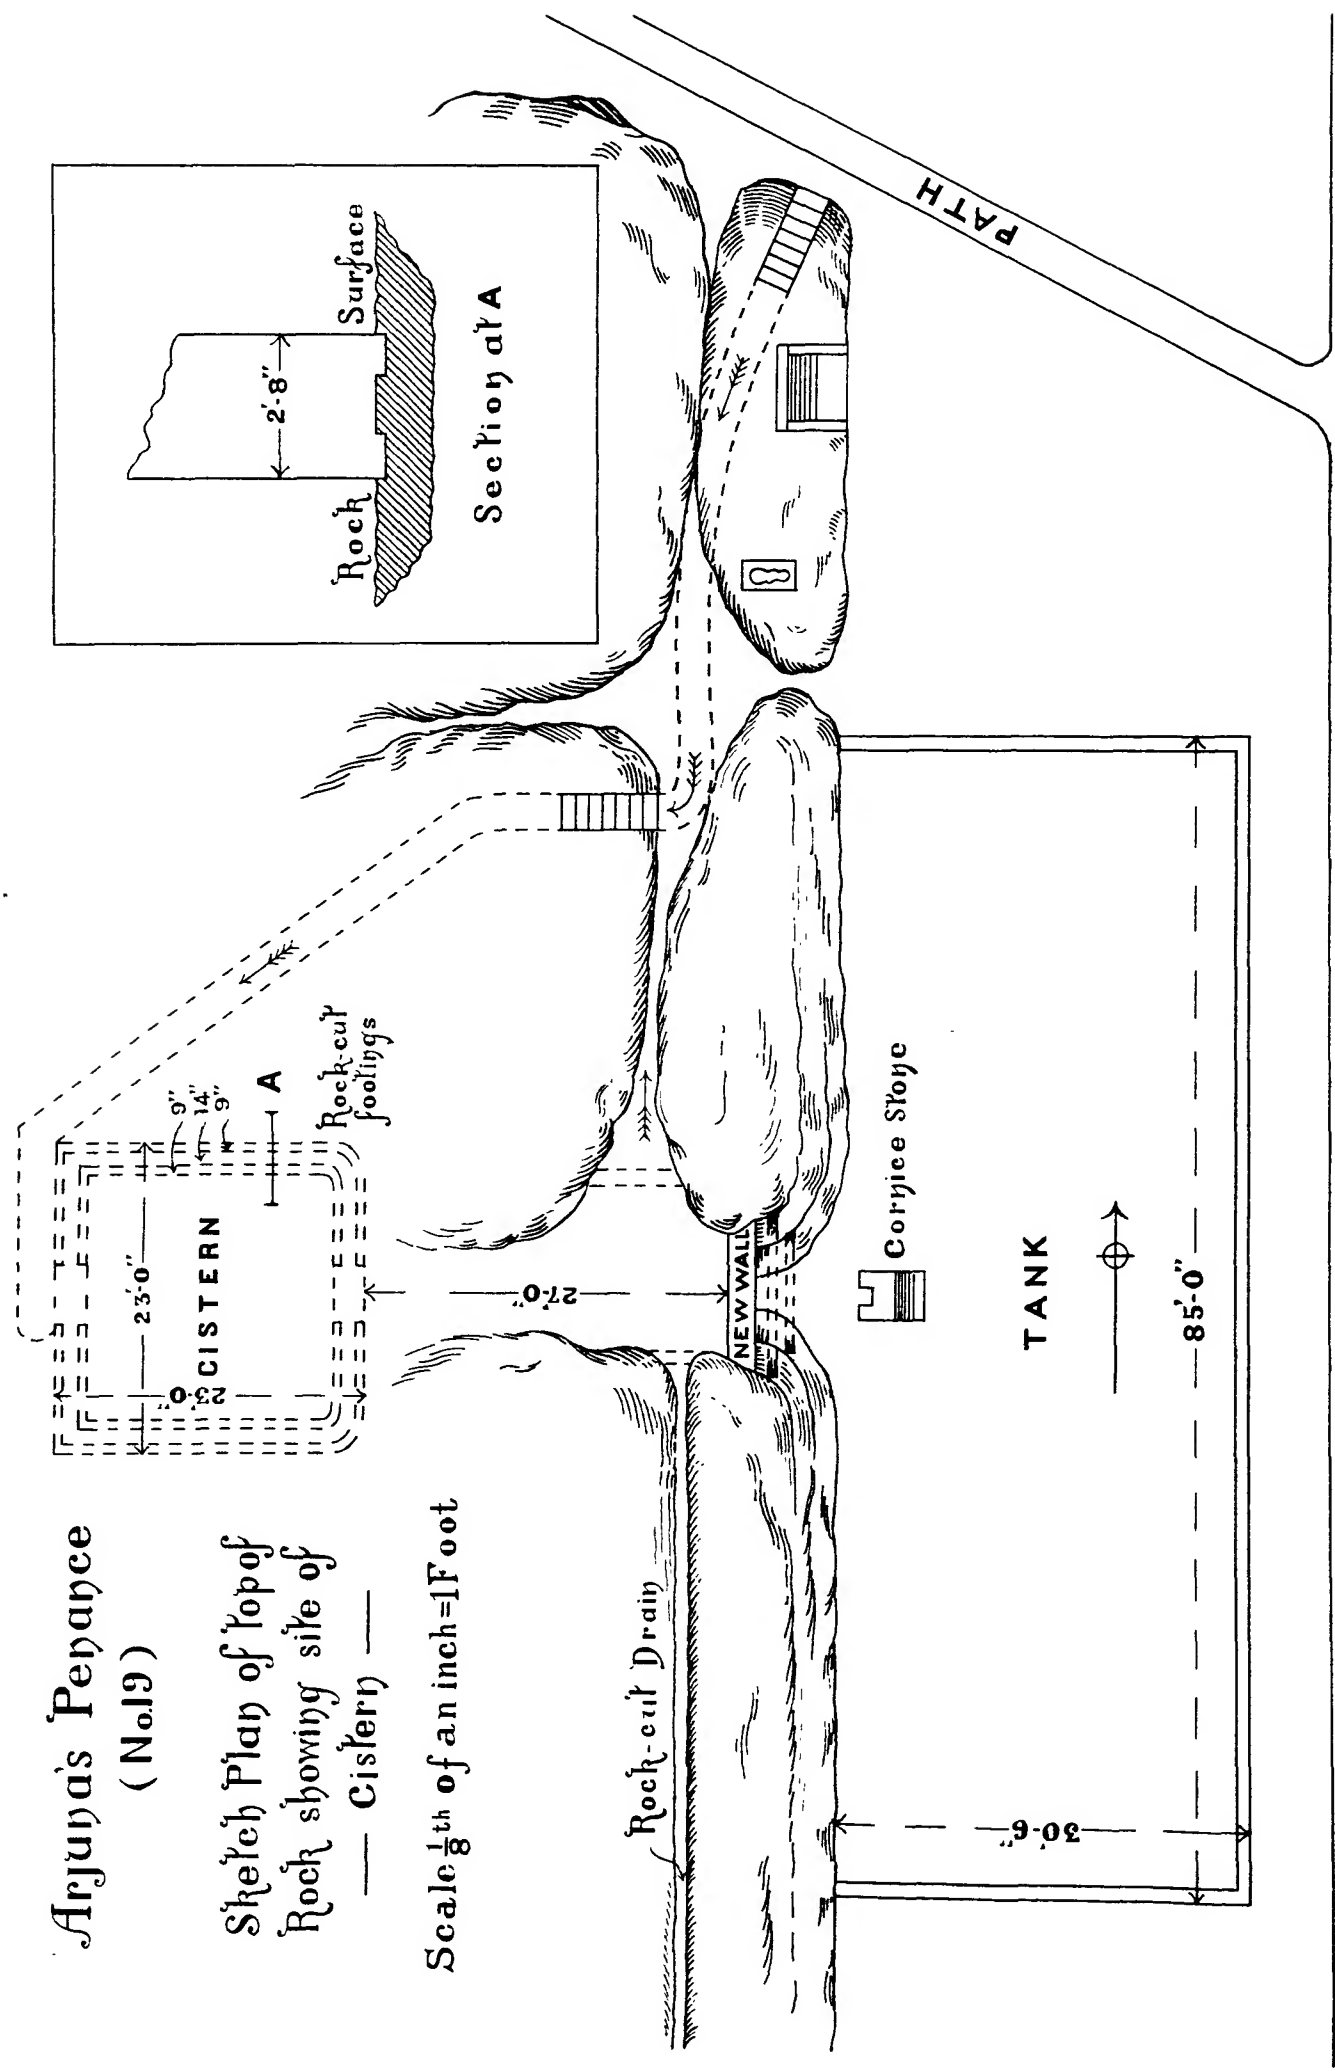 Arjuna's Penance
(No.19)
Sketch Plan of top of
Rock showing site of
— Cistern —
Scale 1/8th of an inch=1Foot
CISTERN
23'-0"
23'-0"
9"
14"
9"
A
Rock-cut
footings
Rock
Surface
2'-8"
Section at A
27'-0"
NEW WALL
Rock-cut Drain
PATH
Cornice Stone
TANK
85'-0"
30'-6"